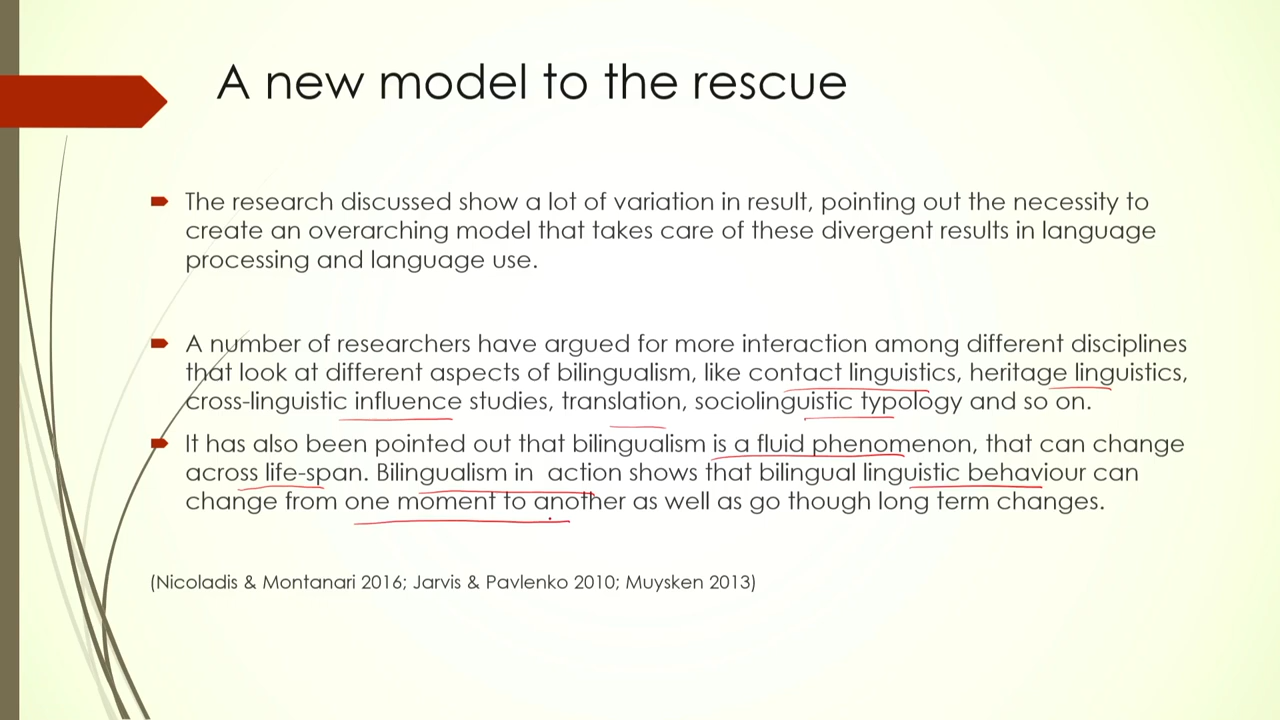 A new model to the rescue
The research discussed show a lot of variation in result, pointing out the necessity to
create an overarching model that takes care of these divergent results in language
processing and language use.
A number of researchers have argued for more interaction among different disciplines
that look at different aspects of bilingualism, like contact linguistics, heritage linguistics,
cross-linguistic influence studies, translation, sociolinguistic typology and so on.
It has also been pointed out that bilingualism is a fluid phenomenon, that can change
across life-span. Bilingualism in action shows that bilingual linguistic behaviour can
change from one moment to another as well as go though long term changes.
(Nicoladis & Montanari 2016; Jarvis & Pavlenko 2010; Muysken 2013)